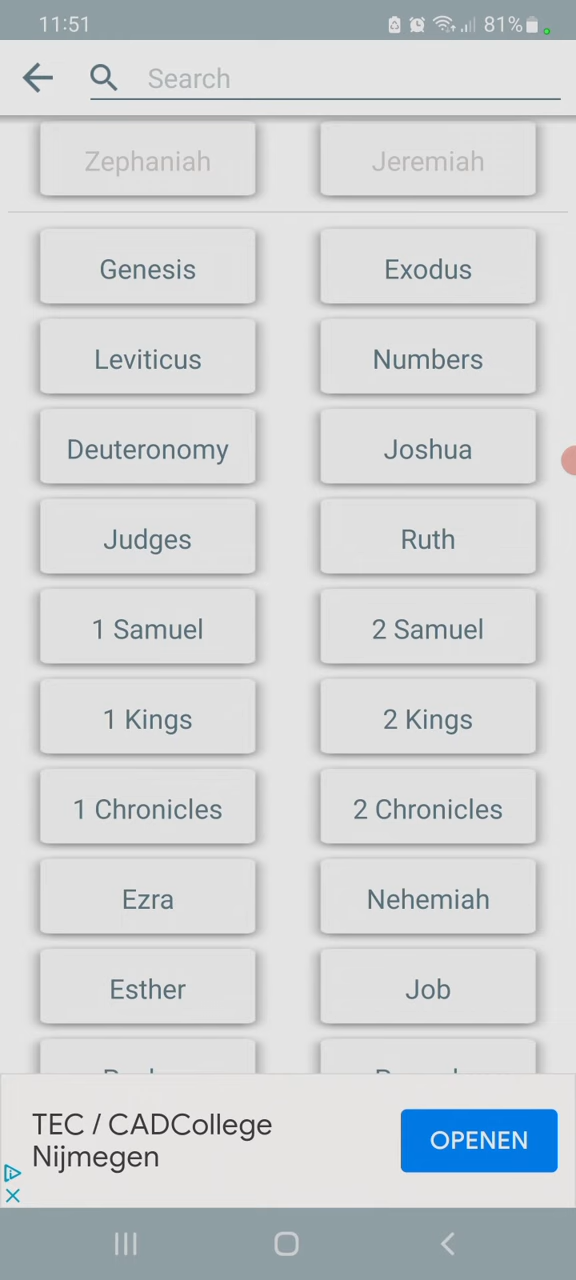 11:51 81%
Search
Zephaniah Jeremiah
Genesis Exodus
Leviticus Numbers
Deuteronomy Joshua
Judges Ruth
1 Samuel 2 Samuel
1 Kings 2 Kings
1 Chronicles 2 Chronicles
Ezra Nehemiah
Esther Job
TEC / CADCollege
Nijmegen
OPENEN